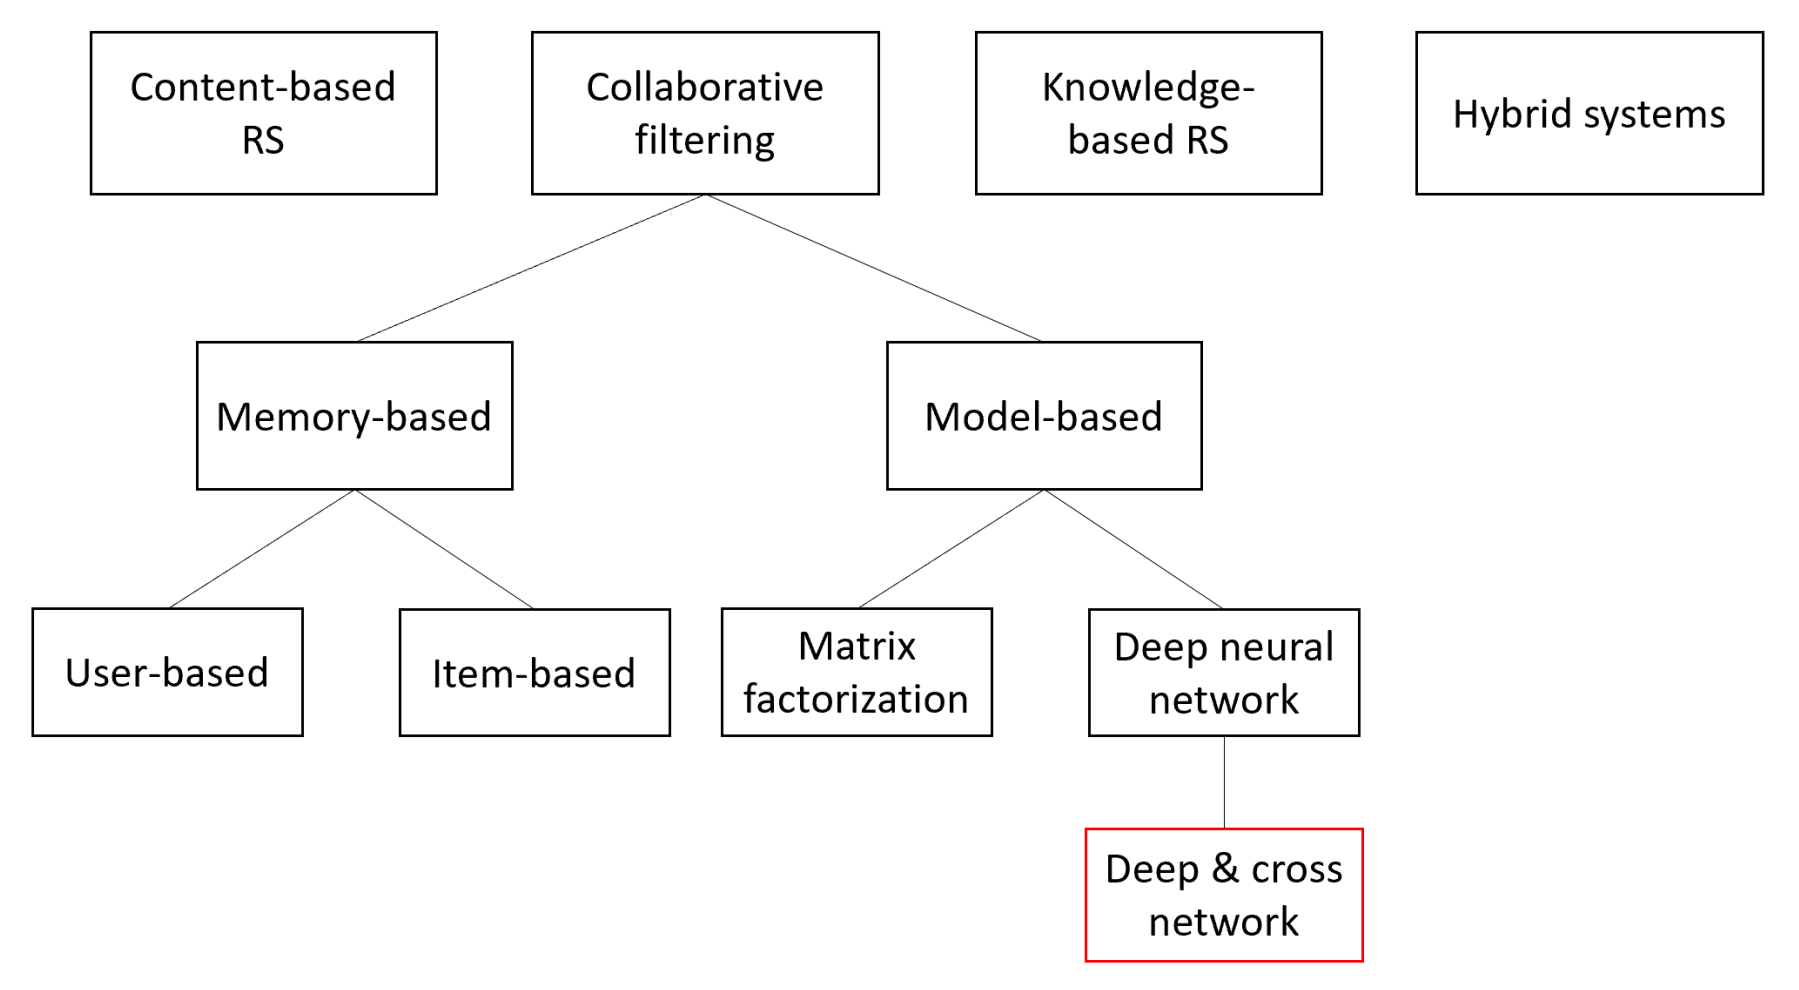 Content-based
RS
Collaborative
filtering
Knowledge-
based RS
Hybrid systems
Memory-based
Model-based
User-based
Item-based
Matrix
factorization
Deep neural
network
Deep & cross
network